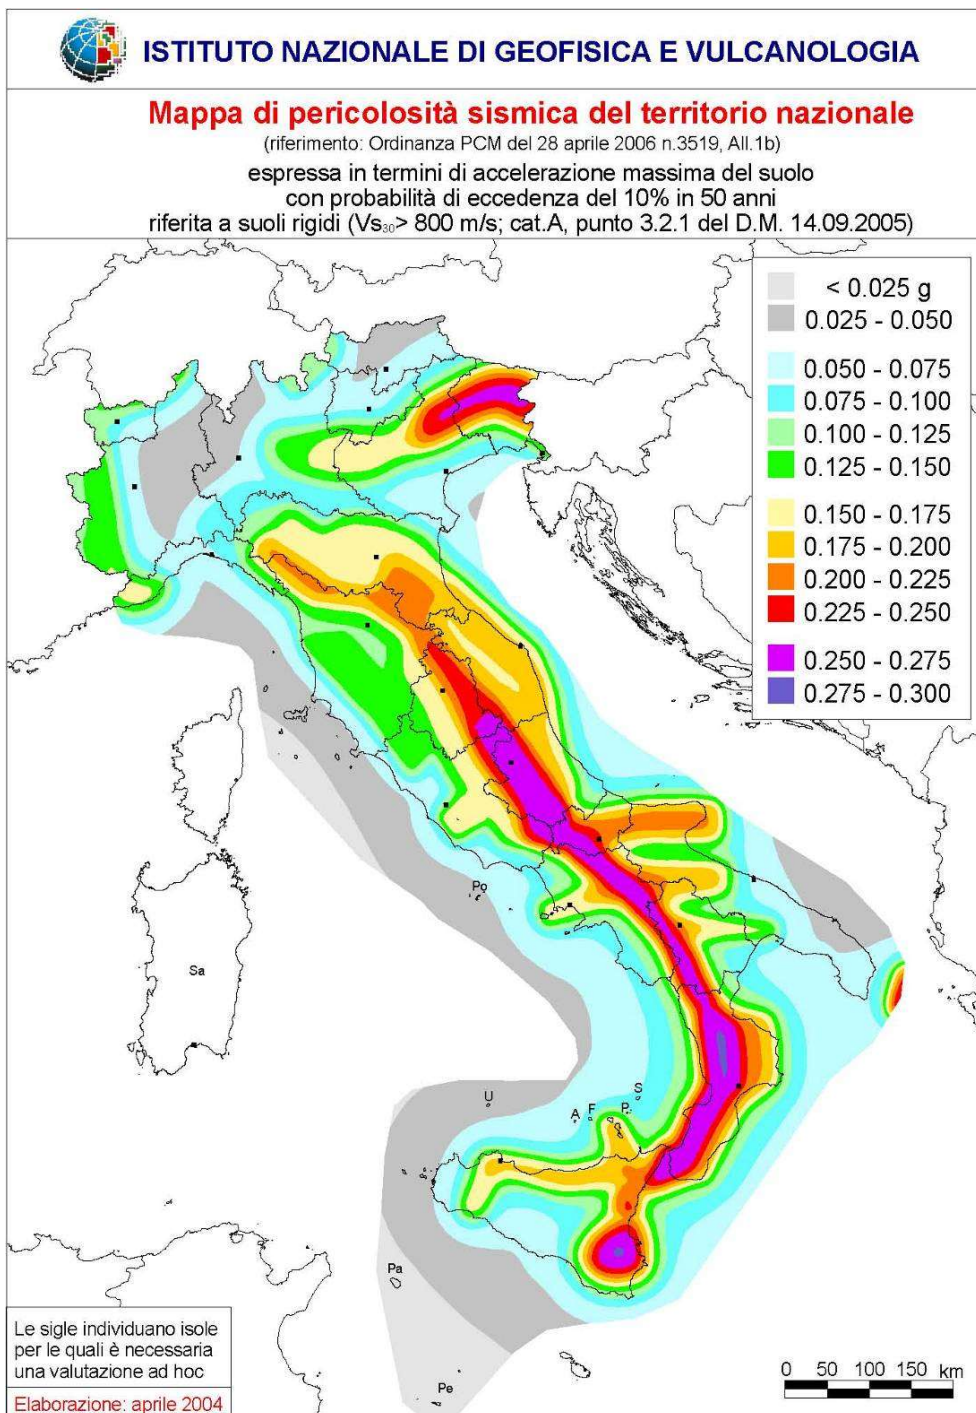 ISTITUTO NAZIONALE DI GEOFISICA E VULCANOLOGIA
Mappa di pericolosità sismica del territorio nazionale
(riferimento: Ordinanza PCM del 28 aprile 2006 n.3519, All.1b)
espressa in termini di accelerazione massima del suolo
con probabilità di eccedenza del 10% in 50 anni
riferita a suoli rigidi (Vs30> 800 m/s; cat.A, punto 3.2.1 del D.M. 14.09.2005)
< 0.025 g
0.025 - 0.050
0.050 - 0.075
0.075 - 0.100
0.100 - 0.125
0.125 - 0.150
0.150 - 0.175
0.175 - 0.200
0.200 - 0.225
0.225 - 0.250
0.250 - 0.275
0.275 - 0.300
Po
Sa
S
U
A
F
P
Pa
Pe
Le sigle individuano isole
per le quali è necessaria
una valutazione ad hoc
Elaborazione: aprile 2004
0 50 100 150 km